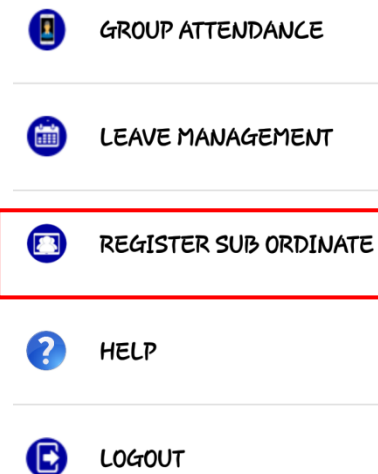 GROUP ATTENDANCE
LEAVE MANAGEMENT
REGISTER SUB ORDINATE
? HELP
LOGOUT